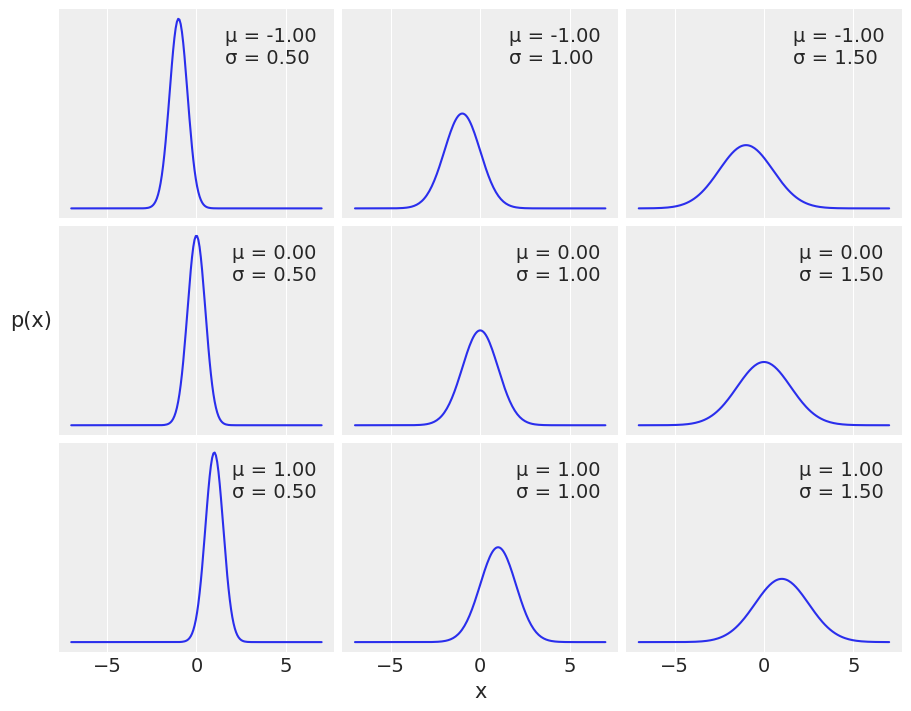 μ = -1.00
σ = 0.50
μ = -1.00
σ = 1.00
μ = -1.00
σ = 1.50
p(x)
μ = 0.00
σ = 0.50
μ = 0.00
σ = 1.00
μ = 0.00
σ = 1.50
μ = 1.00
σ = 0.50
μ = 1.00
σ = 1.00
μ = 1.00
σ = 1.50
−5 0 5
−5 0 5
−5 0 5
x